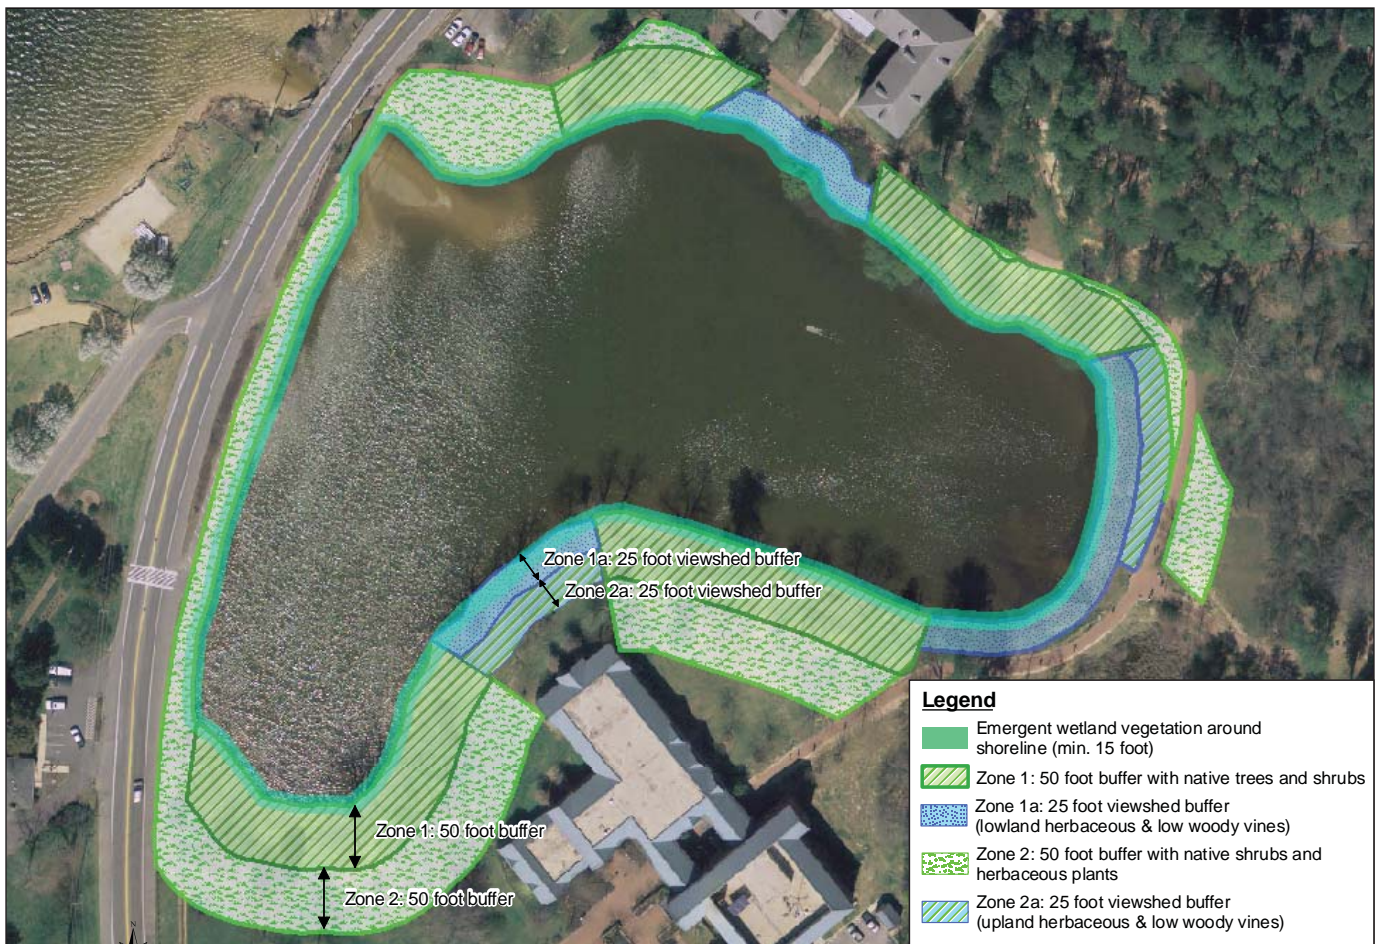 Zone 1a: 25 foot viewshed buffer
Zone 2a: 25 foot viewshed buffer
Zone 1: 50 foot buffer
Zone 2: 50 foot buffer
Legend
Emergent wetland vegetation around
shoreline (min. 15 foot)
Zone 1: 50 foot buffer with native trees and shrubs
Zone 1a: 25 foot viewshed buffer
(lowland herbaceous & low woody vines)
Zone 2: 50 foot buffer with native shrubs and
herbaceous plants
Zone 2a: 25 foot viewshed buffer
(upland herbaceous & low woody vines)